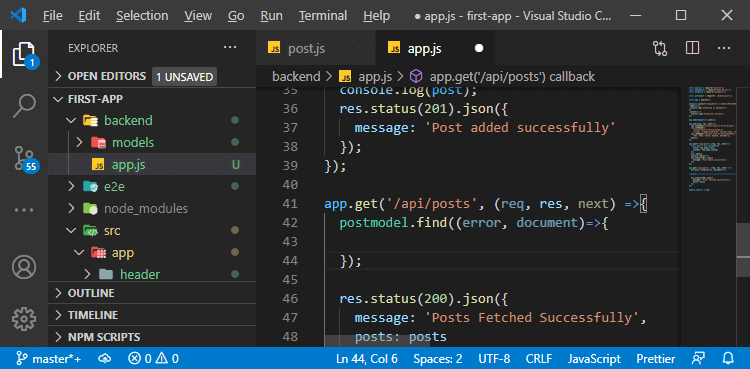 File Edit Selection View Go Run Terminal Help ● app.js - first-app - Visual Studio C...
EXPLORER ...
OPEN EDITORS 1 UNSAVED
FIRST-APP
backend
models
JS app.js U
e2e
node_modules
src
app
header
OUTLINE
TIMELINE
NPM SCRIPTS
1
55
JS post.js JS app.js ●
backend > JS app.js > app.get('/api/posts') callback
35 console.log(post);
36 res.status(201).json({
37 message: 'Post added successfully'
38 });
39 });
40
41 app.get('/api/posts', (req, res, next) =>{
42 postmodel.find((error, document)=>{
43
44 });
45
46 res.status(200).json({
47 message: 'Posts Fetched Successfully',
48 posts: posts
master*+ 0 0 Ln 44, Col 6 Spaces: 2 UTF-8 CRLF JavaScript Prettier